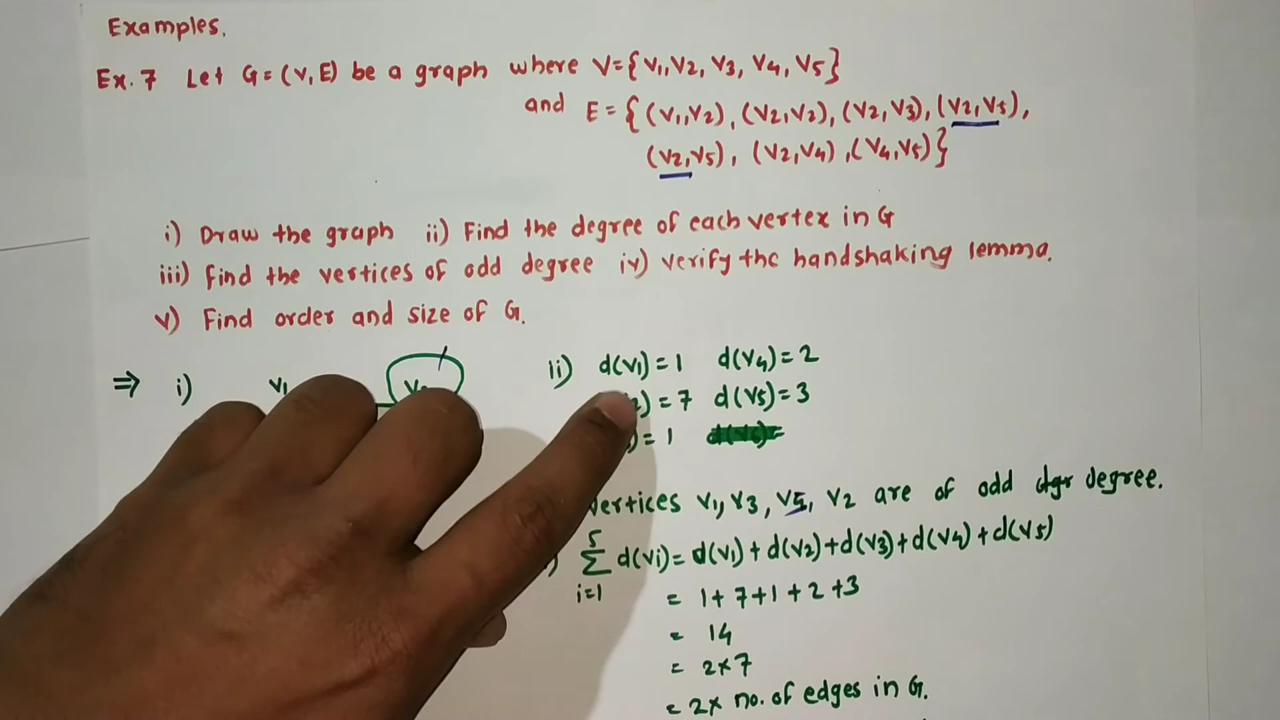 Examples.
Ex. 7 Let G = (V, E) be a graph where V = {V1, V2, V3, V4, V5}
and E = {(V1, V2), (V2, V2), (V2, V3), (V2, V5),
(V2, V5), (V2, V4), (V4, V5)}
i) Draw the graph ii) Find the degree of each vertex in G
iii) Find the vertices of odd degree iv) verify the handshaking lemma.
v) Find order and size of G.
⇒ i) V1
ii) d(V1) = 1 d(V4) = 2
) = 7 d(V5) = 3
) = 1
vertices V1, V3, V5, V2 are of odd degree.
5
Σ d(Vi) = d(V1) + d(V2) + d(V3) + d(V4) + d(V5)
i=1
= 1 + 7 + 1 + 2 + 3
= 14
= 2×7
= 2× no. of edges in G.